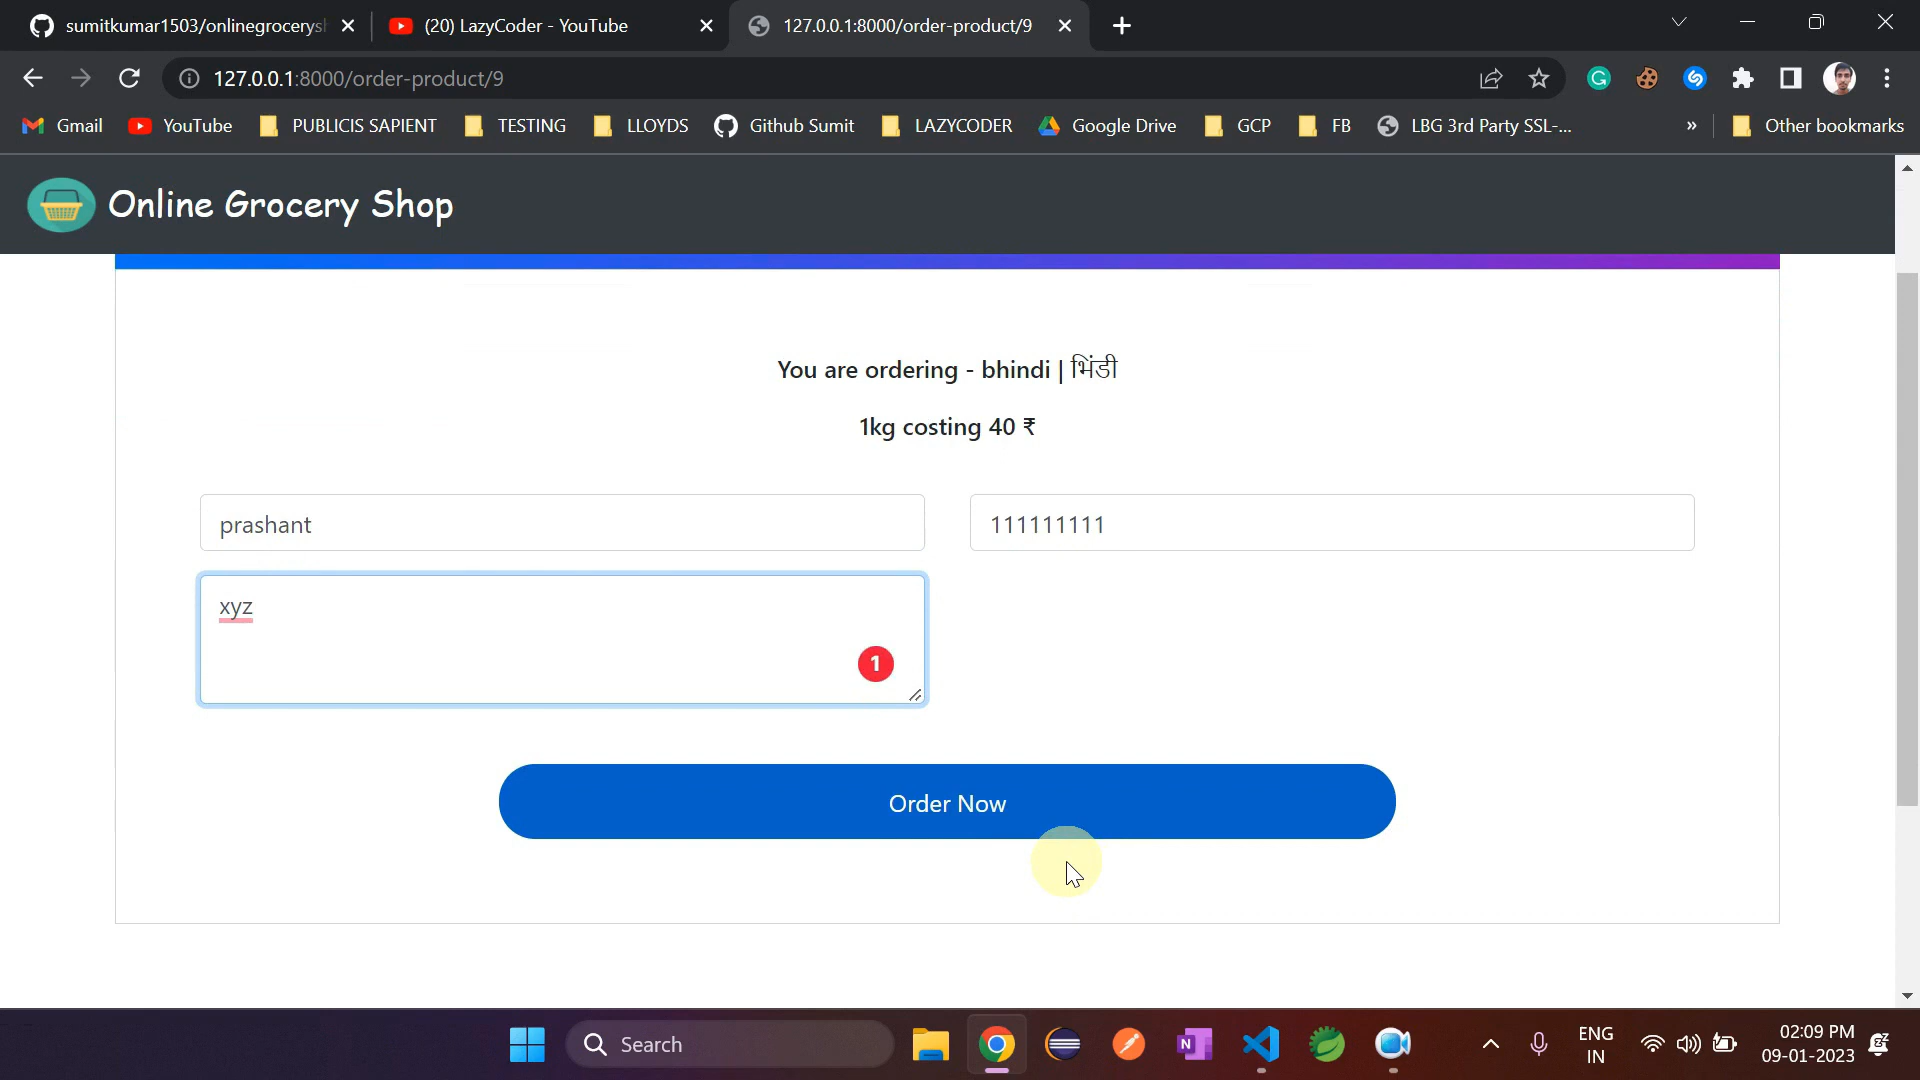 sumitkumar1503/onlinegrocerysh
(20) LazyCoder - YouTube
127.0.0.1:8000/order-product/9
127.0.0.1:8000/order-product/9
Gmail
YouTube
PUBLICIS SAPIENT
TESTING
LLOYDS
Github Sumit
LAZYCODER
Google Drive
GCP
FB
LBG 3rd Party SSL-...
»
Other bookmarks
Online Grocery Shop
You are ordering - bhindi | भिंडी
1kg costing 40 ₹
prashant
111111111
xyz
1
Order Now
Search
ENG
IN
02:09 PM
09-01-2023